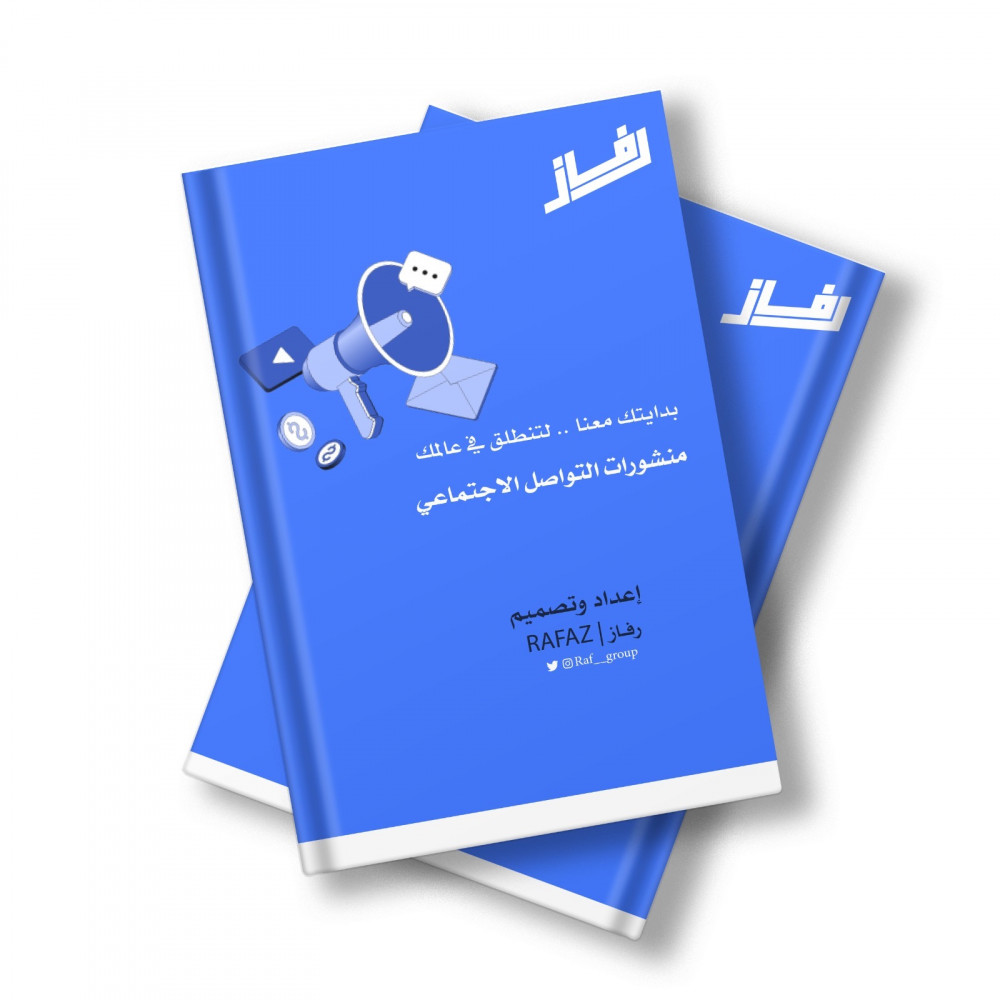 رفاز
رفاز
بدايتك معنا .. لتنطلق في عالمك
منشورات التواصل الاجتماعي
إعداد وتصميم
رفاز | RAFAZ
Raf__group